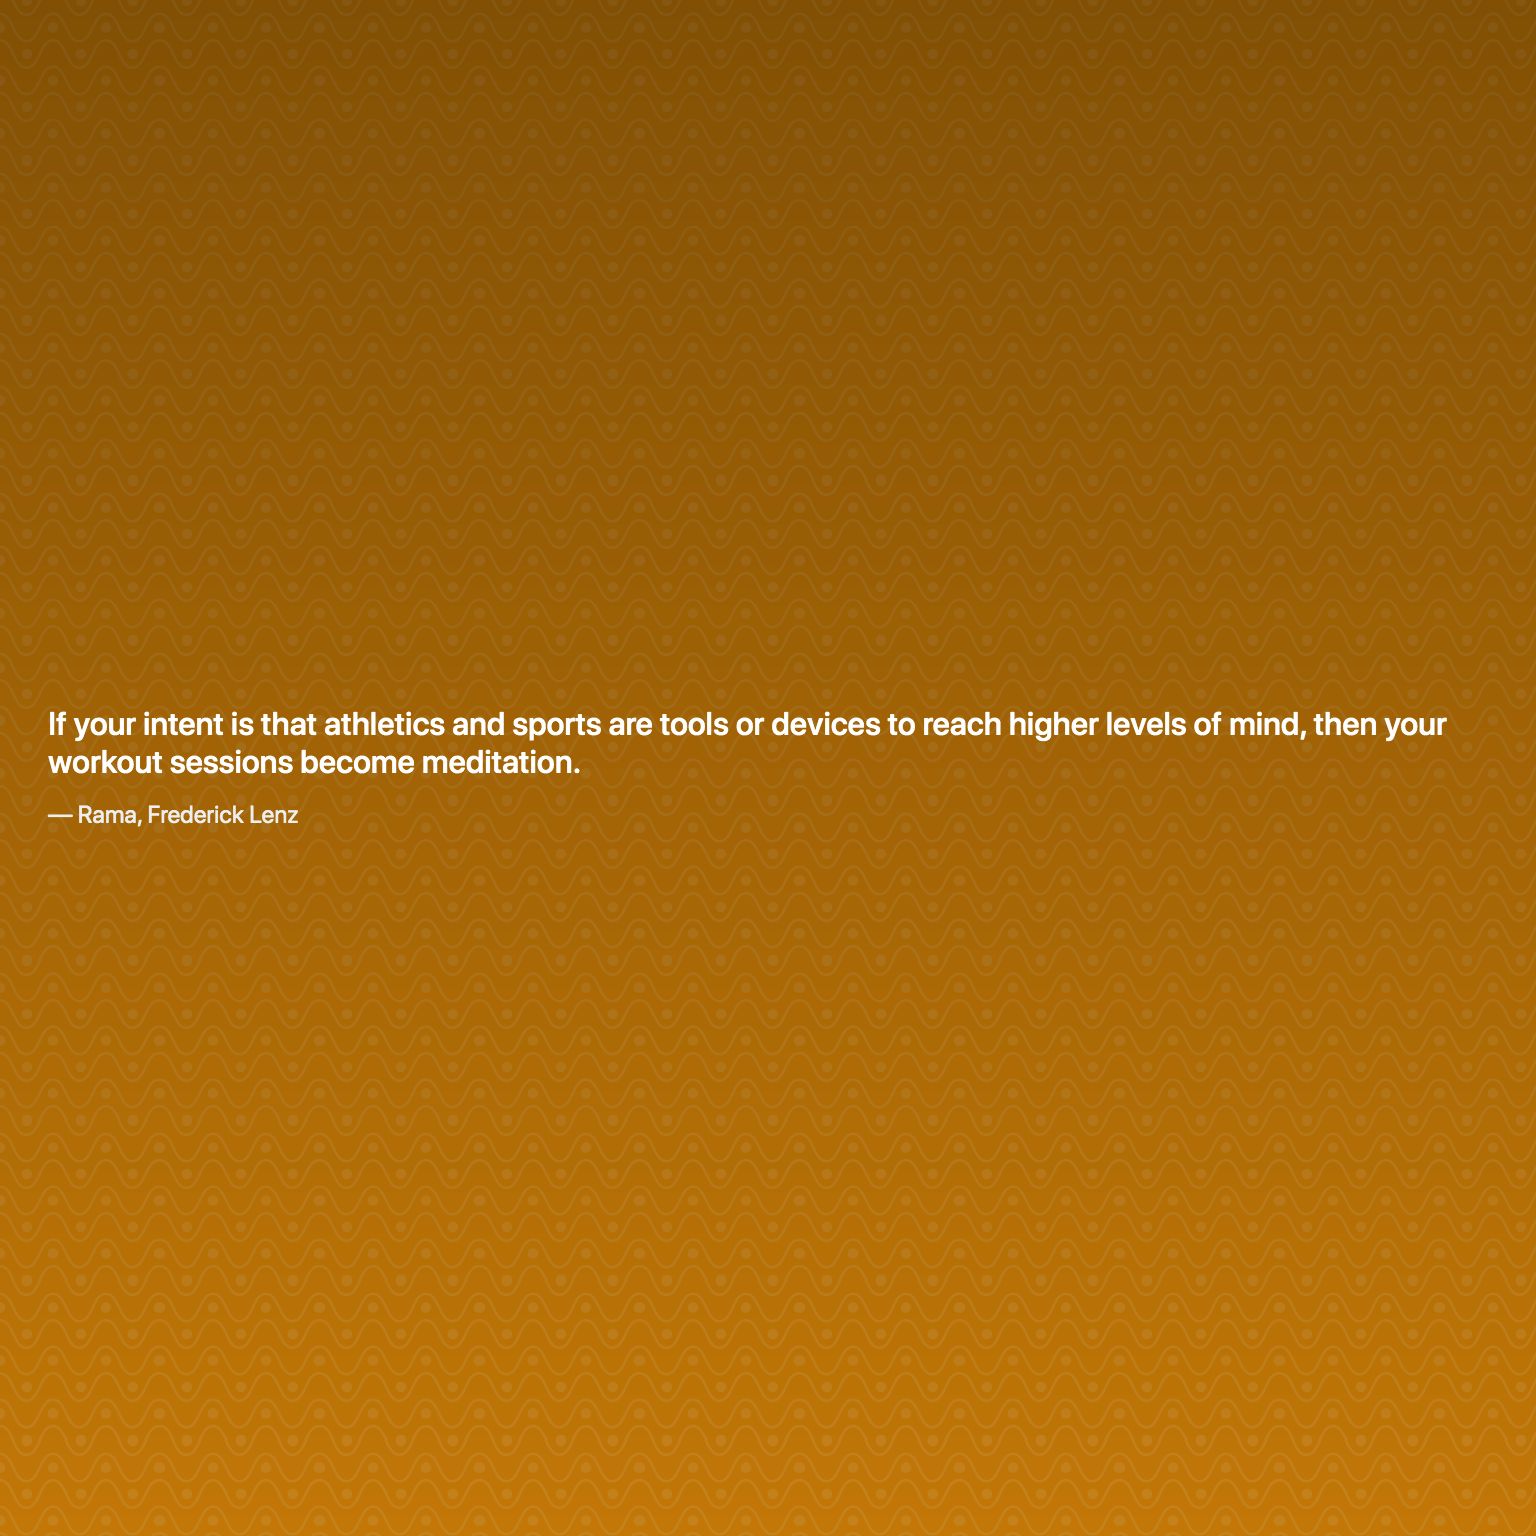 If your intent is that athletics and sports are tools or devices to reach higher levels of mind, then your
workout sessions become meditation.
— Rama, Frederick Lenz